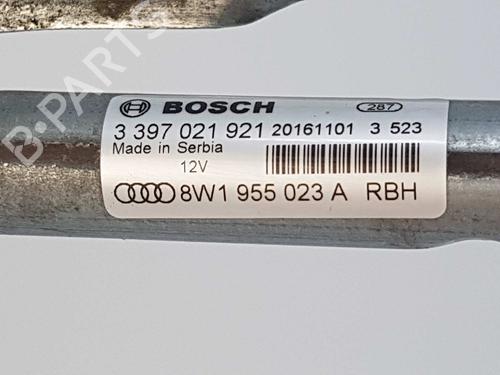 B-PARTS
BOSCH 287
3 397 021 921 20161101 3 523
Made in Serbia
12V
8W1 955 023 A RBH